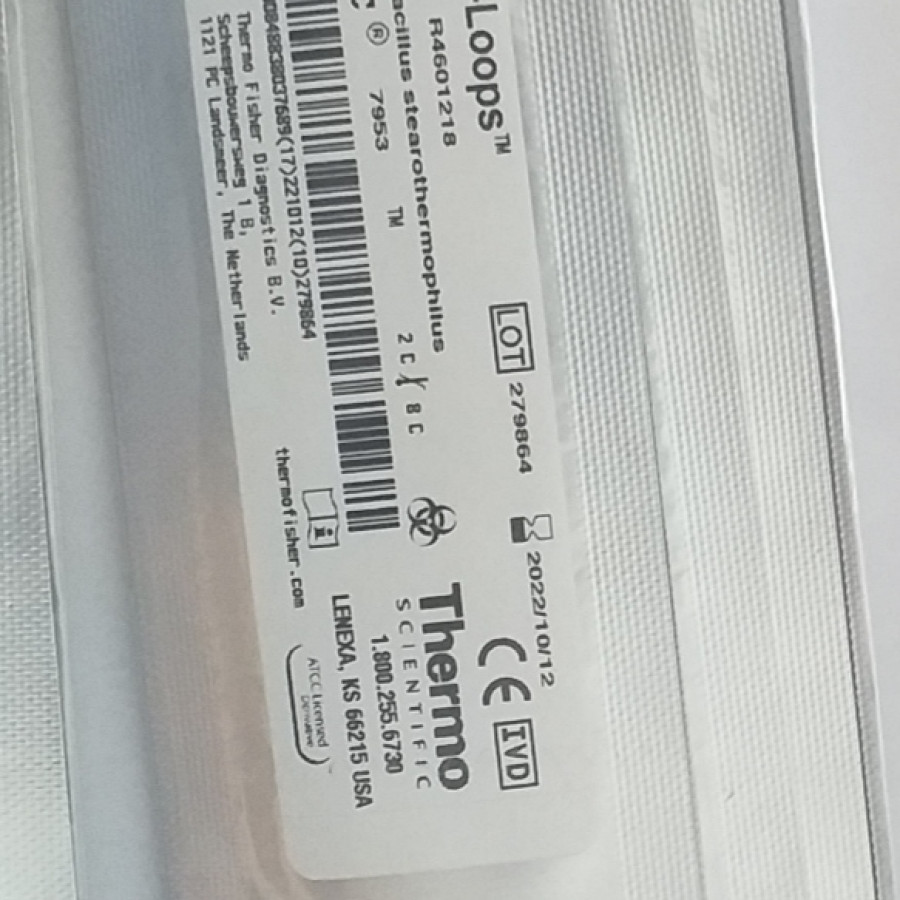 -Loops™
LOT 279864
2022/10/12
CE IVD
R4601218
acillus stearothermophilus
® 7953 ™
2 C 8 C
Thermo
SCIENTIFIC
1.800.255.6730
LENEXA, KS 66215 USA
00848838037689(17)221012(10)279864
Thermo Fisher Diagnostics B.V.
Scheepsbouwersweg 1 B,
1121 PC Landsmeer, The Netherlands
thermofisher.com
ATCC Licensed
Derivative